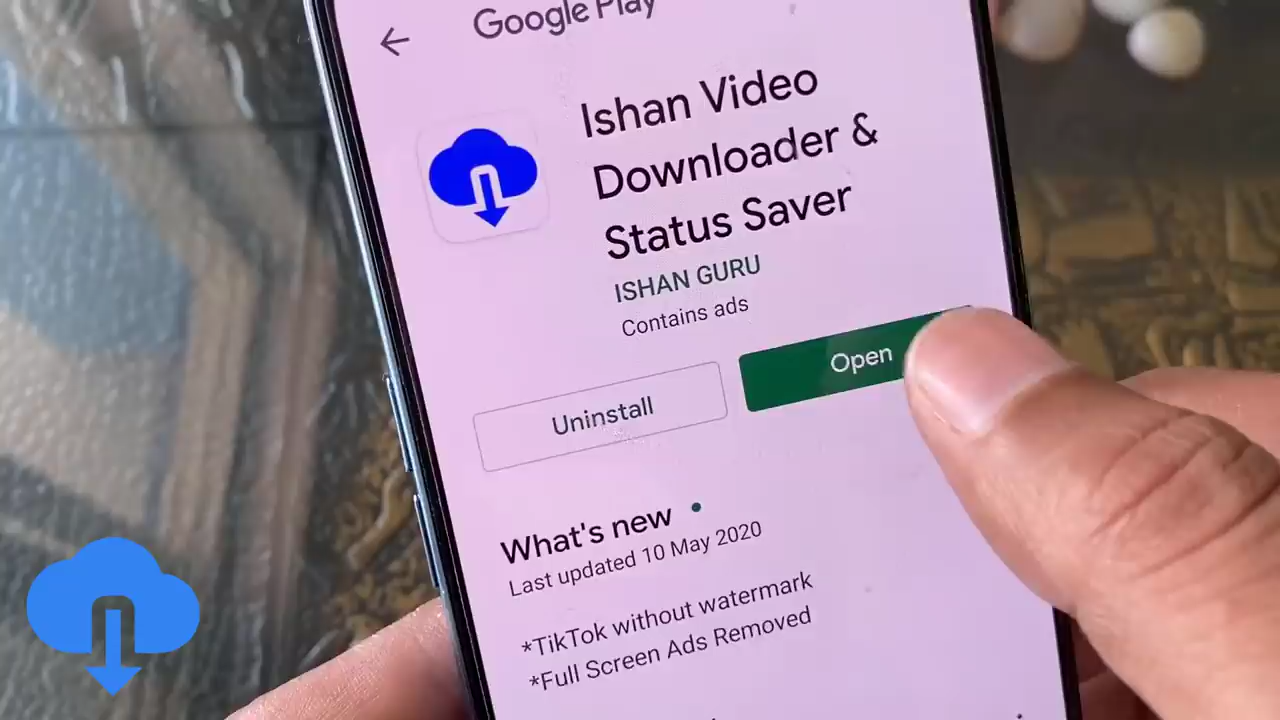 Google Play
Ishan Video
Downloader &
Status Saver
ISHAN GURU
Contains ads
Uninstall
Open
What's new
Last updated 10 May 2020
*TikTok without watermark
*Full Screen Ads Removed